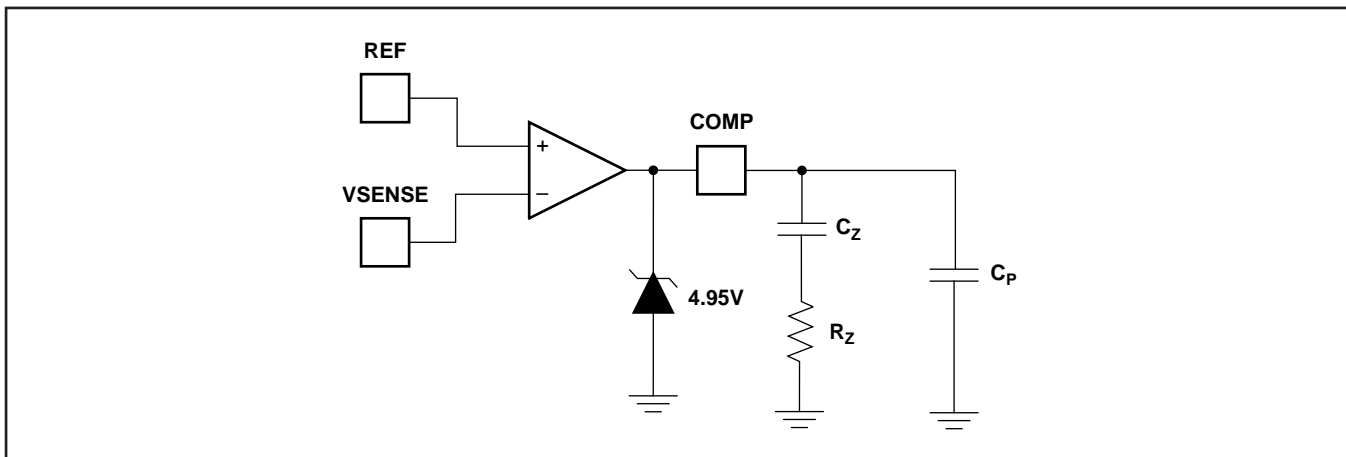 REF
COMP
+
VSENSE
−
C_Z
C_P
4.95V
R_Z